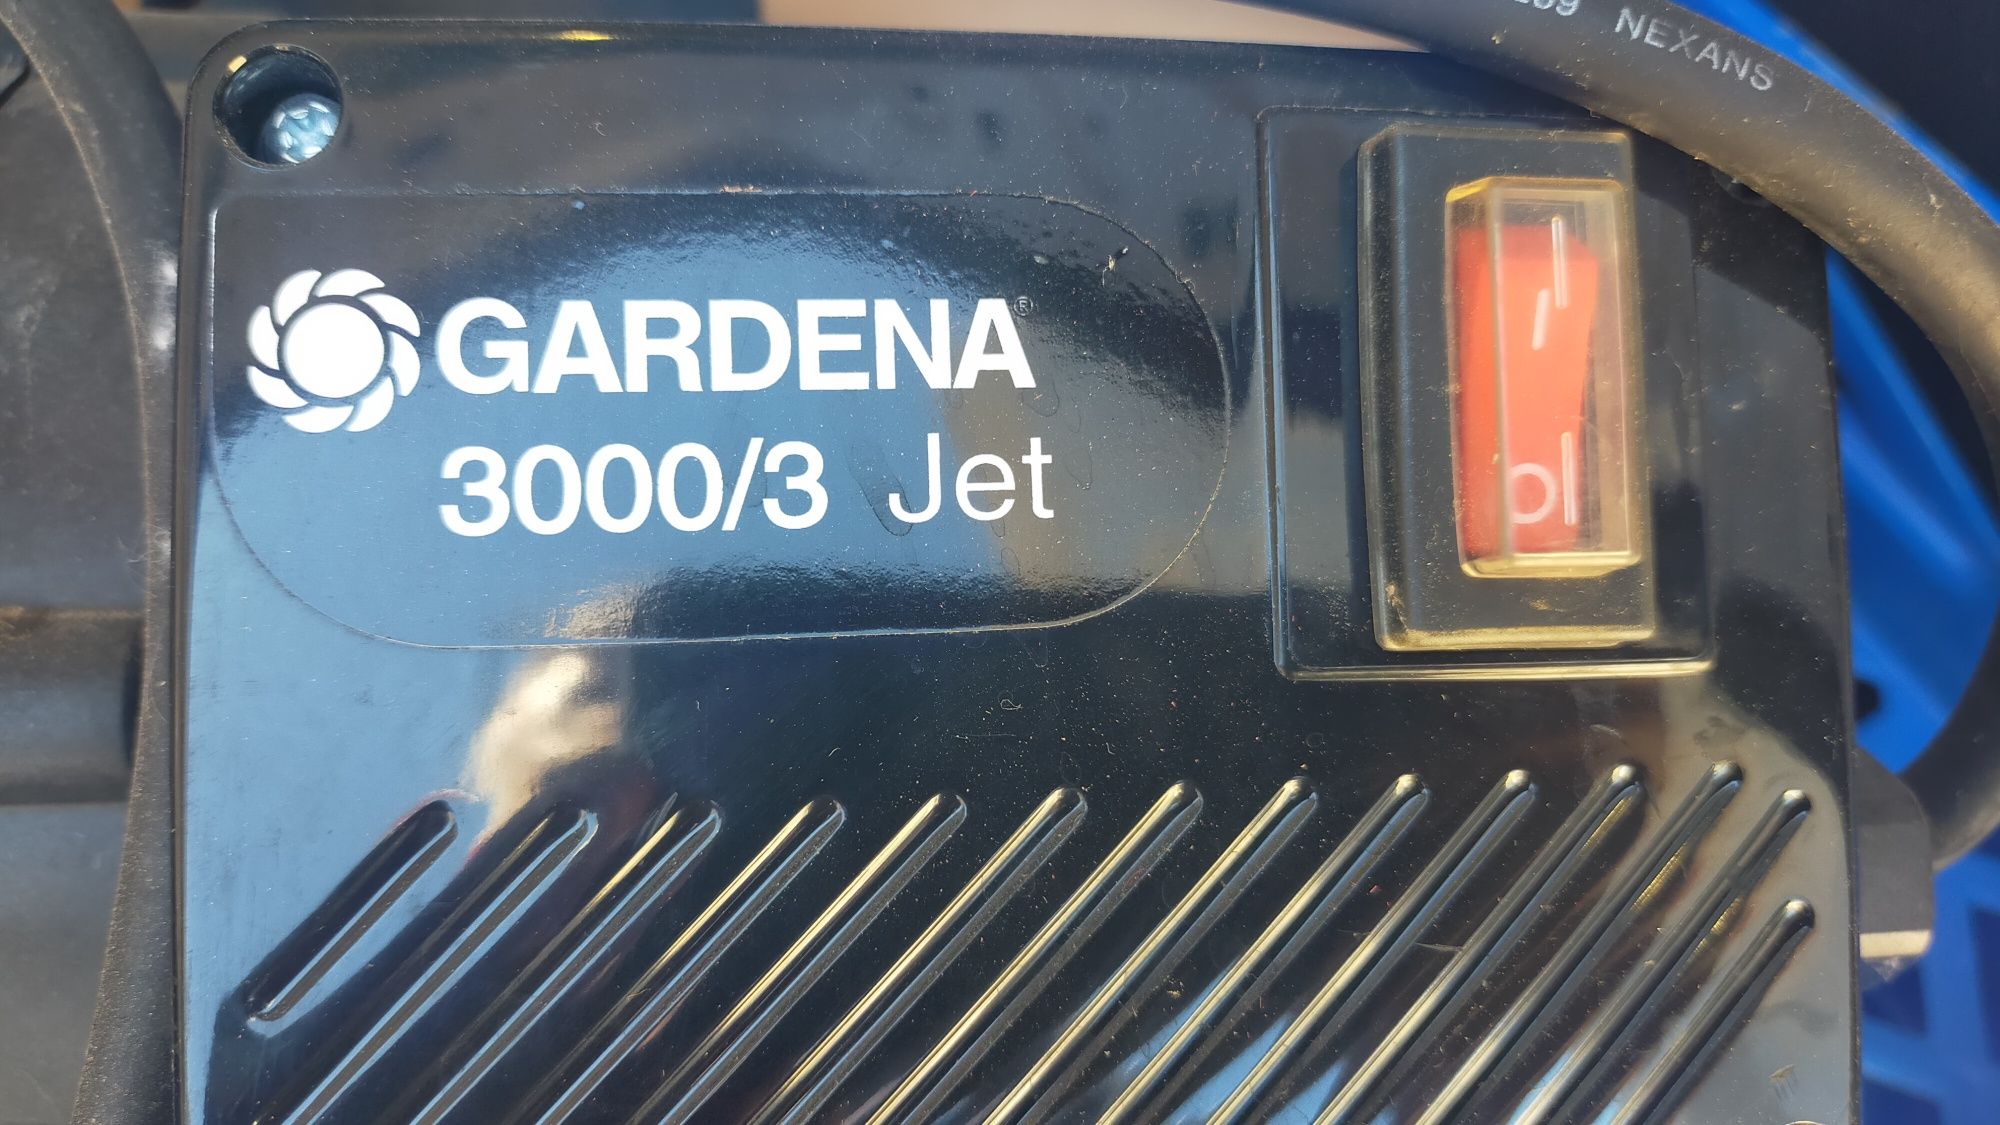 NEXANS
GARDENA®
3000/3 Jet